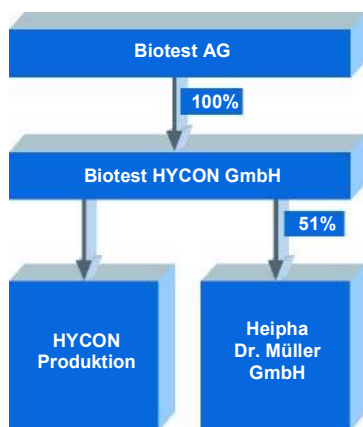 Biotest AG
100%
Biotest HYCON GmbH
51%
HYCON
Produktion
Heipha
Dr. Müller
GmbH